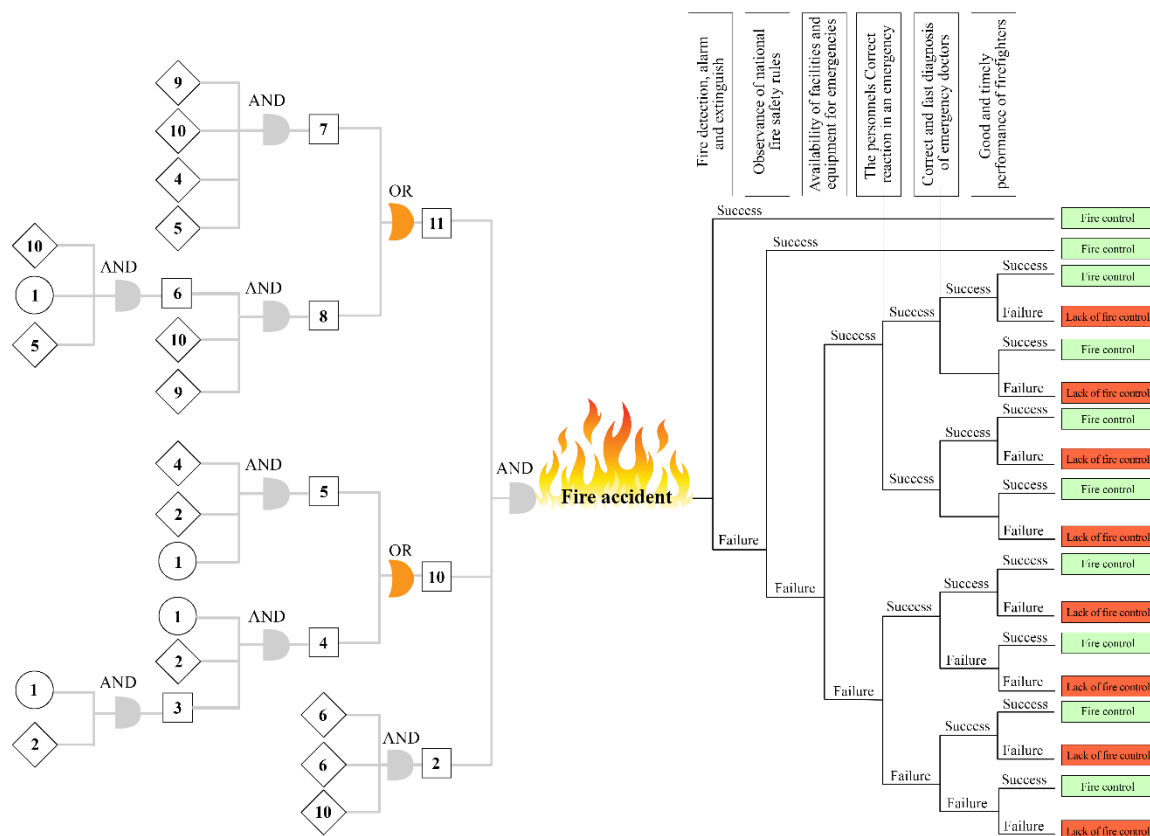 Fire detection, alarm
and extinguish
Observance of national
fire safety rules
Availability of facilities and
equipment for emergencies
The personnels Correct
reaction in an emergency
Correct and fast diagnosis
of emergency doctors
Good and timely
performance of firefighters
9
10
4
5
AND
7
OR
11
10
1
5
AND
6
10
9
AND
8
4
2
1
AND
5
OR
10
1
2
AND
4
1
2
AND
3
6
6
10
AND
2
AND
Fire accident
Success
Fire control
Success
Fire control
Success
Fire control
Success
Failure
Lack of fire control
Success
Success
Fire control
Failure
Lack of fire control
Success
Success
Fire control
Success
Failure
Lack of fire control
Success
Fire control
Failure
Lack of fire control
Failure
Failure
Success
Fire control
Success
Failure
Lack of fire control
Success
Success
Fire control
Failure
Failure
Lack of fire control
Failure
Success
Fire control
Success
Failure
Lack of fire control
Failure
Success
Fire control
Failure
Failure
Lack of fire control